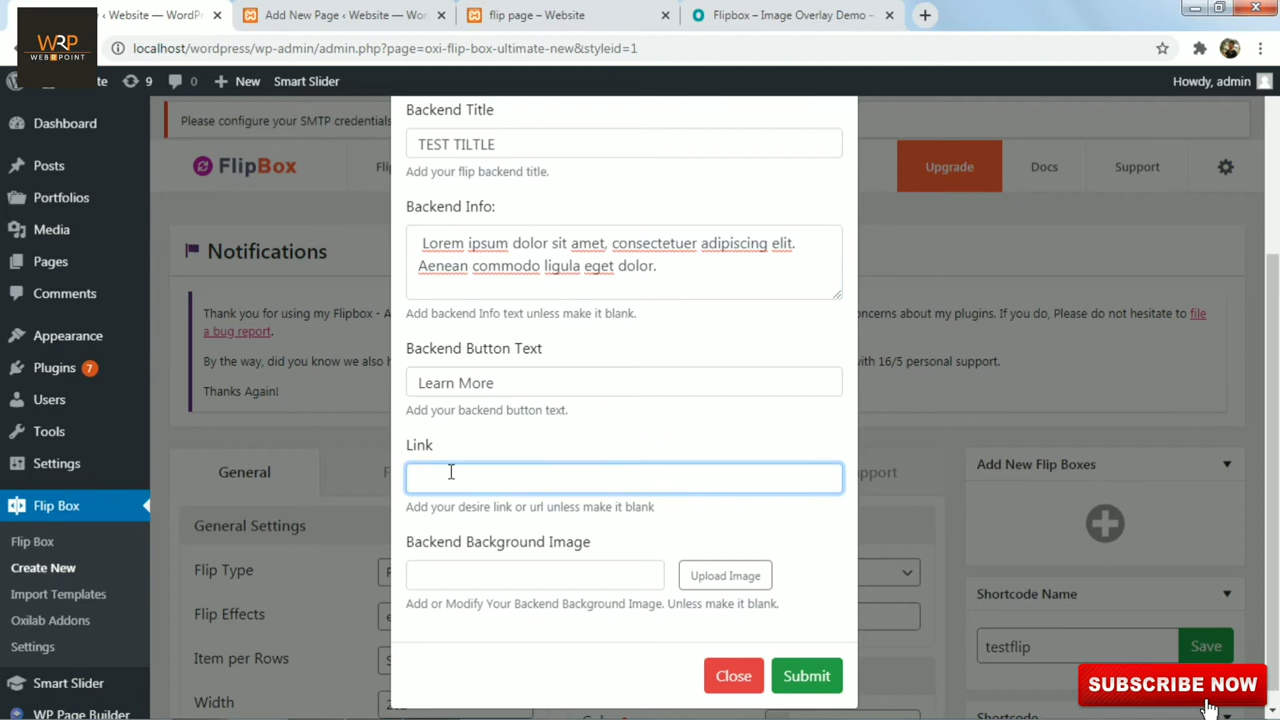 ‹ Website — WordPr
Add New Page ‹ Website — Wor
flip page – Website
Flipbox – Image Overlay Demo –
WRP
WEB POINT
localhost/wordpress/wp-admin/admin.php?page=oxi-flip-box-ultimate-new&styleid=1
te 9 0 New Smart Slider
Howdy, admin
Dashboard
Posts
Portfolios
Media
Pages
Comments
Appearance
Plugins 7
Users
Tools
Settings
Flip Box
Flip Box
Create New
Import Templates
Oxilab Addons
Settings
Smart Slider
WP Page Builder
Please configure your SMTP credentials
FlipBox
Upgrade
Docs
Support
Notifications
Thank you for using my Flipbox - A
oncerns about my plugins. If you do, Please do not hesitate to file
a bug report.
By the way, did you know we also h
with 16/5 personal support.
Thanks Again!
General
F
pport
General Settings
Flip Type
Flip Effects
Item per Rows
Width
Backend Title
TEST TILTLE
Add your flip backend title.
Backend Info:
Lorem ipsum dolor sit amet, consectetuer adipiscing elit.
Aenean commodo ligula eget dolor.
Add backend Info text unless make it blank.
Backend Button Text
Learn More
Add your backend button text.
Link
Add your desire link or url unless make it blank
Backend Background Image
Upload Image
Add or Modify Your Backend Background Image. Unless make it blank.
Close
Submit
Add New Flip Boxes
Shortcode Name
testflip
Save
SUBSCRIBE NOW